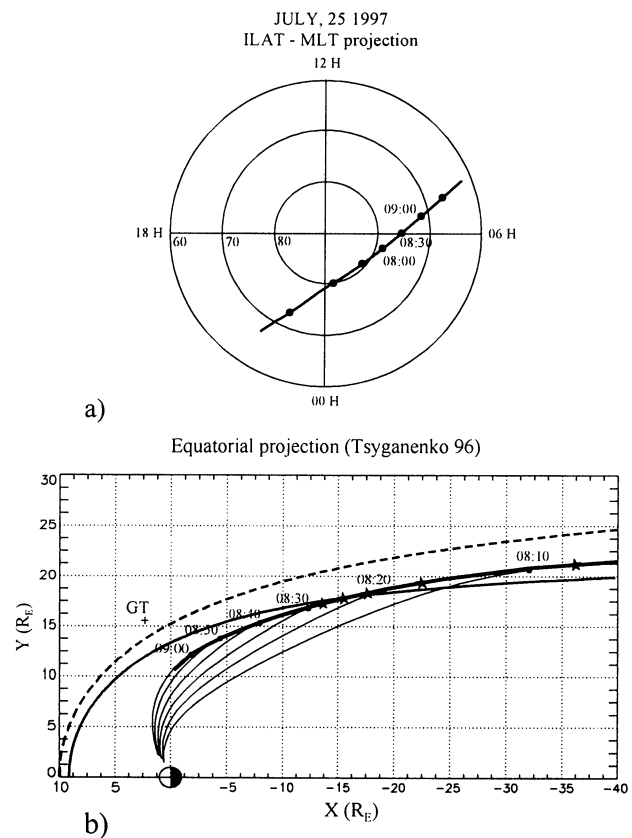 JULY, 25 1997
ILAT - MLT projection
12 H
09:00
18 H
60
70
80
06 H
08:30
08:00
00 H
a)
Equatorial projection (Tsyganenko 96)
30
25
20
15
10
5
0
Y (R_E)
GT
08:10
08:20
08:30
08:40
08:50
09:00
10
5
-5
-10
-15
-20
-25
-30
-35
-40
X (R_E)
b)